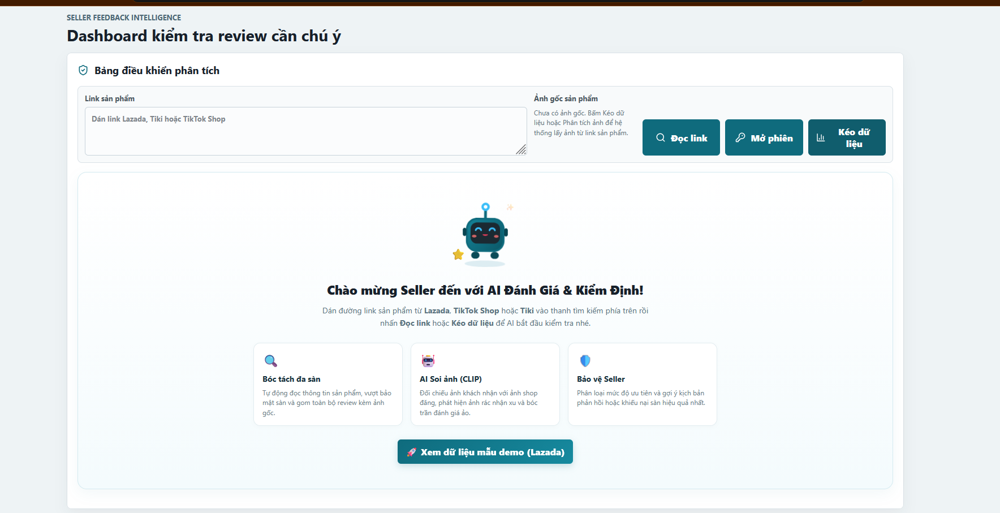 SELLER FEEDBACK INTELLIGENCE
Dashboard kiểm tra review cần chú ý
Bảng điều khiển phân tích
Link sản phẩm
Dán link Lazada, Tiki hoặc TikTok Shop
Ảnh gốc sản phẩm
Chưa có ảnh gốc. Bấm Kéo dữ
liệu hoặc Phân tích ảnh để hệ
thống lấy ảnh từ link sản phẩm.
Đọc link
Mở phiên
Kéo dữ
liệu
Chào mừng Seller đến với AI Đánh Giá & Kiểm Định!
Dán đường link sản phẩm từ Lazada, TikTok Shop hoặc Tiki vào thanh tìm kiếm phía trên rồi
nhấn Đọc link hoặc Kéo dữ liệu để AI bắt đầu kiểm tra nhé.
Bóc tách đa sàn
Tự động đọc thông tin sản phẩm, vượt bảo
mật sàn và gom toàn bộ review kèm ảnh
gốc.
AI Soi ảnh (CLIP)
Đối chiếu ảnh khách nhận với ảnh shop
đăng, phát hiện ảnh rác nhận xu và bóc
trần đánh giá ảo.
Bảo vệ Seller
Phân loại mức độ ưu tiên và gợi ý kịch bản
phản hồi hoặc khiếu nại sàn hiệu quả nhất.
Xem dữ liệu mẫu demo (Lazada)